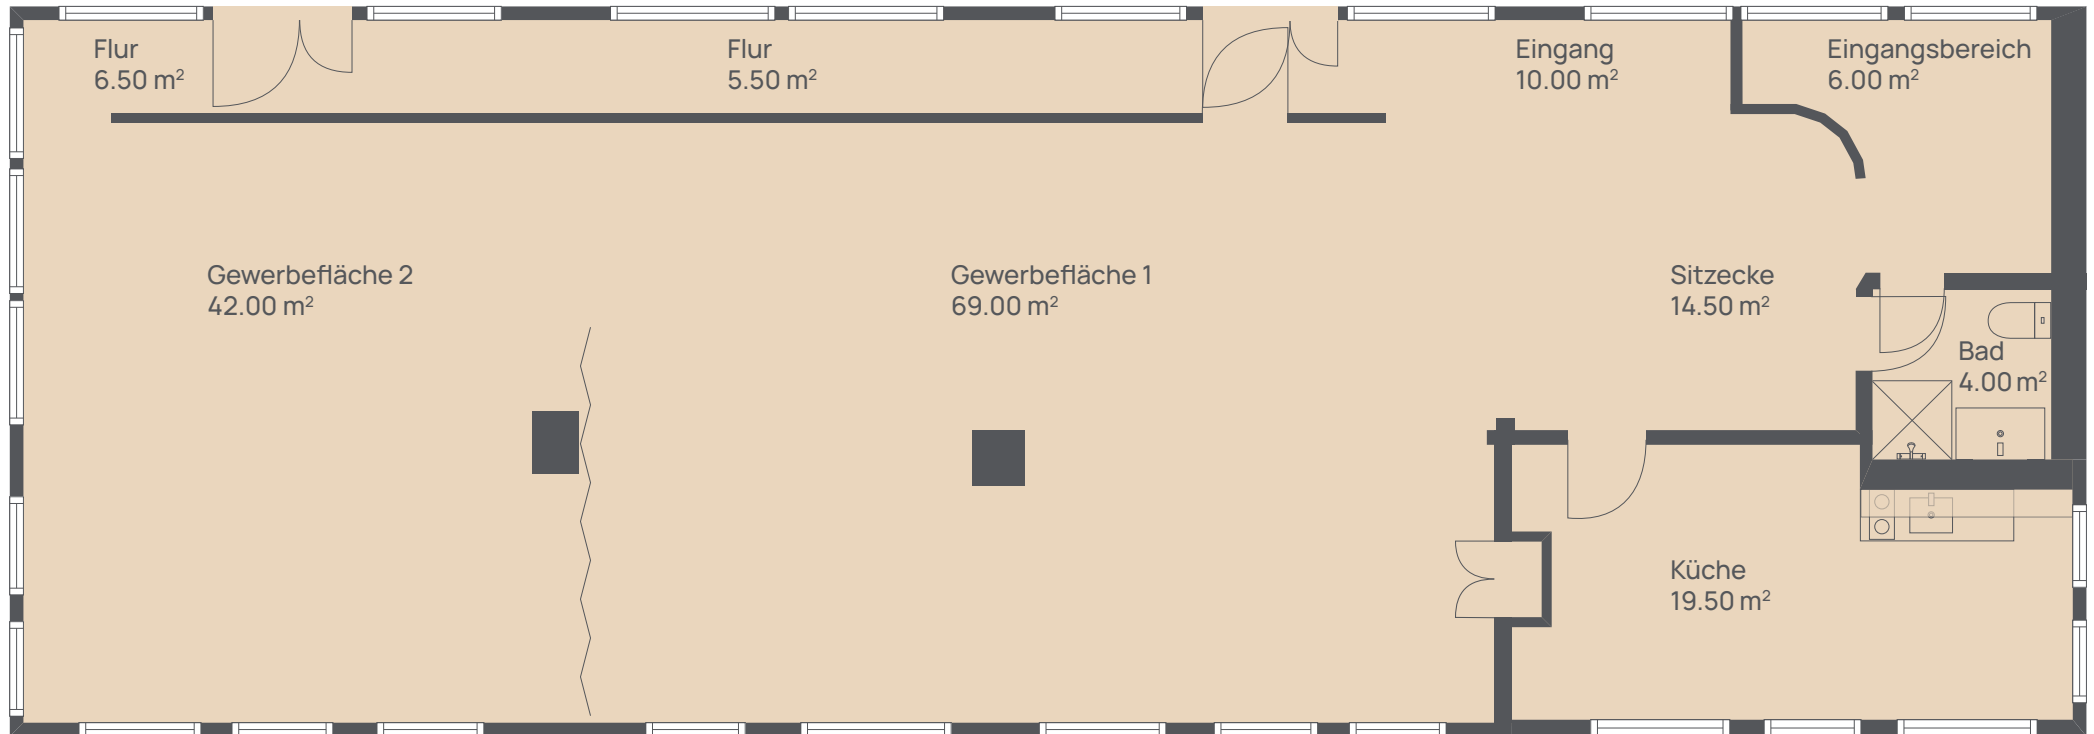 Flur
6.50 m²
Flur
5.50 m²
Eingang
10.00 m²
Eingangsbereich
6.00 m²
Gewerbefläche 2
42.00 m²
Gewerbefläche 1
69.00 m²
Sitzecke
14.50 m²
Bad
4.00 m²
Küche
19.50 m²